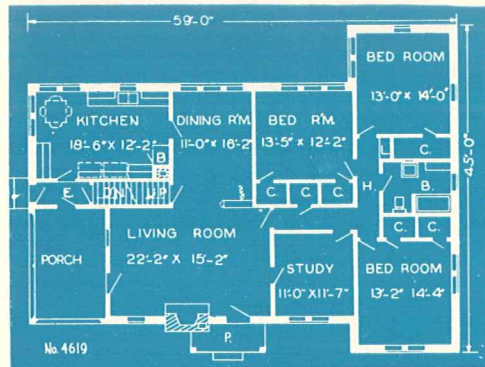 59'-0"
BED ROOM
13'-0" X 14'-0"
KITCHEN
18'-6" X 12'-2"
DINING R'M.
11'-0" X 16'-2"
BED R'M.
13'-5" X 12'-2"
45'-0"
B
L
C.
E.
DN.
UP
C.
C.
C.
H.
B.
LIVING ROOM
22'-2" X 15'-2"
C.
C.
PORCH
STUDY
11'-0" X 11'-7"
BED ROOM
13'-2" 14'-4"
P.
No. 4619